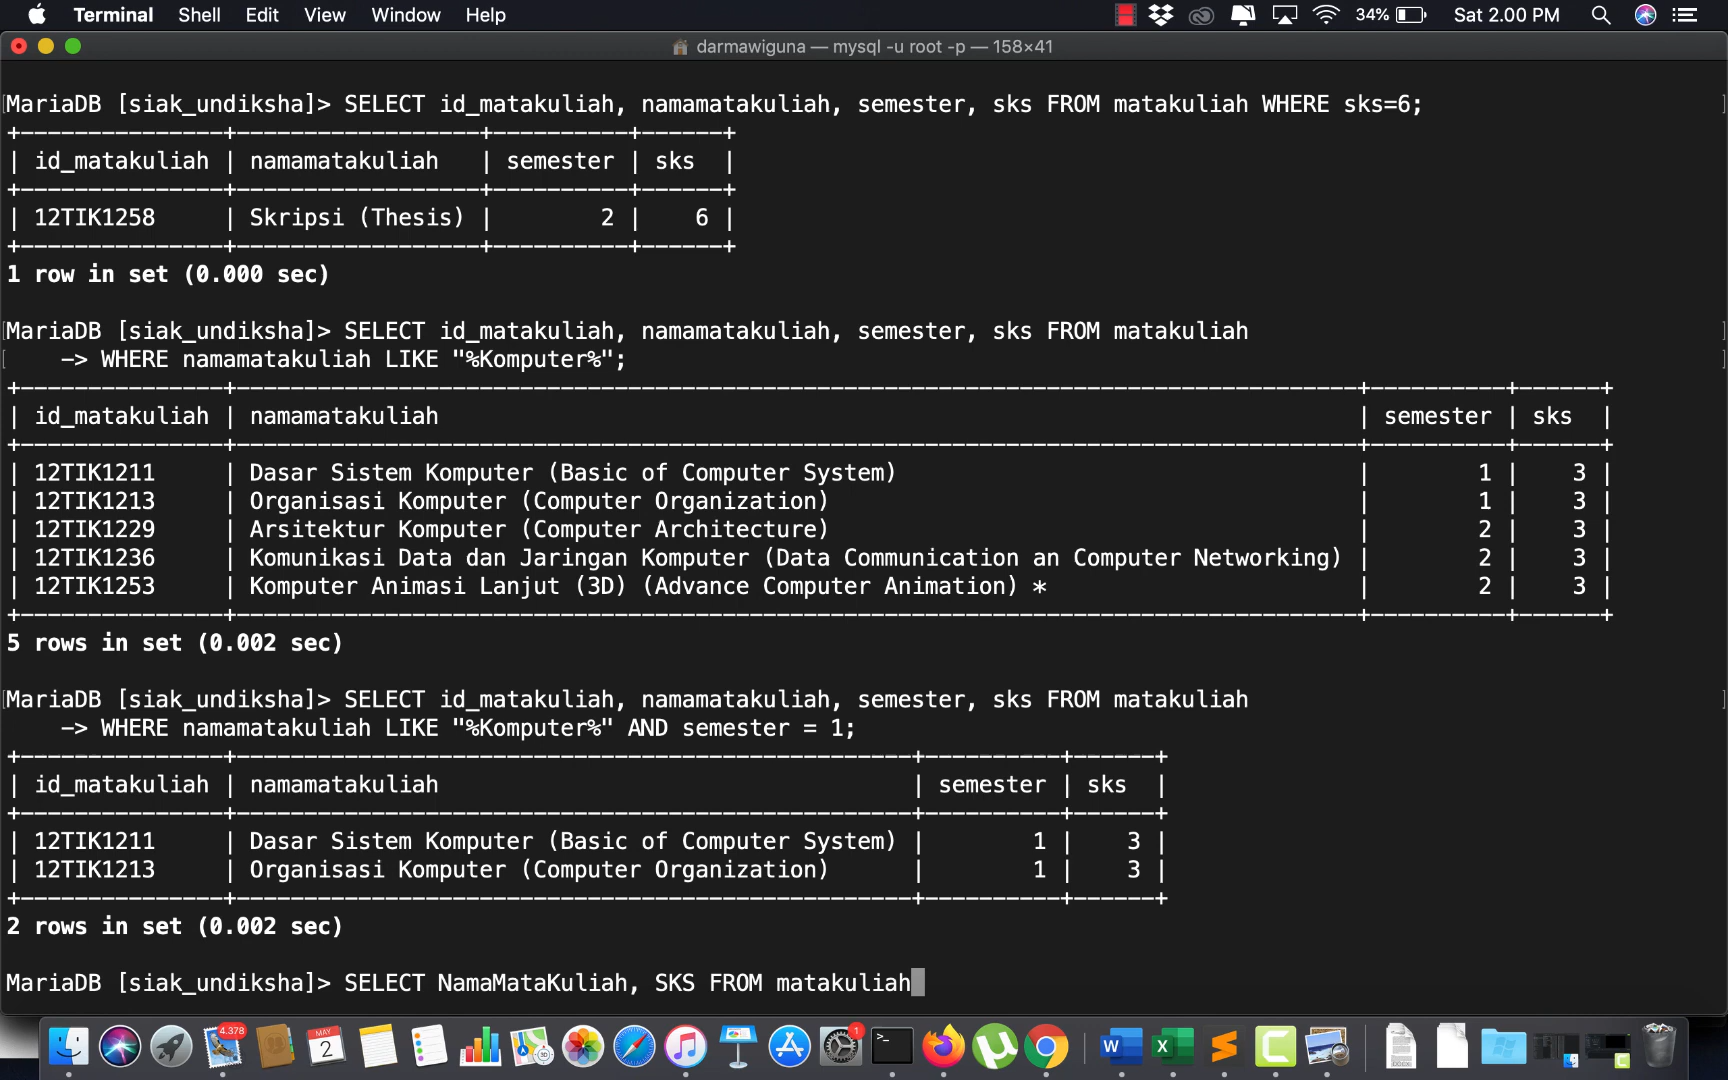 Terminal Shell Edit View Window Help 34% Sat 2.00 PM
darmawiguna — mysql -u root -p — 158×41
MariaDB [siak_undiksha]> SELECT id_matakuliah, namamatakuliah, semester, sks FROM matakuliah WHERE sks=6;
+---------------+------------------+-----------+------+
| id_matakuliah | namamatakuliah   | semester | sks  |
+---------------+------------------+-----------+------+
| 12TIK1258     | Skripsi (Thesis) |        2 |    6 |
+---------------+------------------+-----------+------+
1 row in set (0.000 sec)
MariaDB [siak_undiksha]> SELECT id_matakuliah, namamatakuliah, semester, sks FROM matakuliah
-> WHERE namamatakuliah LIKE "%Komputer%";
| id_matakuliah | namamatakuliah | semester | sks |
| 12TIK1211 | Dasar Sistem Komputer (Basic of Computer System) | 1 | 3 |
| 12TIK1213 | Organisasi Komputer (Computer Organization) | 1 | 3 |
| 12TIK1229 | Arsitektur Komputer (Computer Architecture) | 2 | 3 |
| 12TIK1236 | Komunikasi Data dan Jaringan Komputer (Data Communication an Computer Networking) | 2 | 3 |
| 12TIK1253 | Komputer Animasi Lanjut (3D) (Advance Computer Animation) * | 2 | 3 |
5 rows in set (0.002 sec)
MariaDB [siak_undiksha]> SELECT id_matakuliah, namamatakuliah, semester, sks FROM matakuliah
-> WHERE namamatakuliah LIKE "%Komputer%" AND semester = 1;
| id_matakuliah | namamatakuliah | semester | sks |
| 12TIK1211 | Dasar Sistem Komputer (Basic of Computer System) | 1 | 3 |
| 12TIK1213 | Organisasi Komputer (Computer Organization) | 1 | 3 |
2 rows in set (0.002 sec)
MariaDB [siak_undiksha]> SELECT NamaMataKuliah, SKS FROM matakuliah
4.378 MAY 2 3D 1 W X